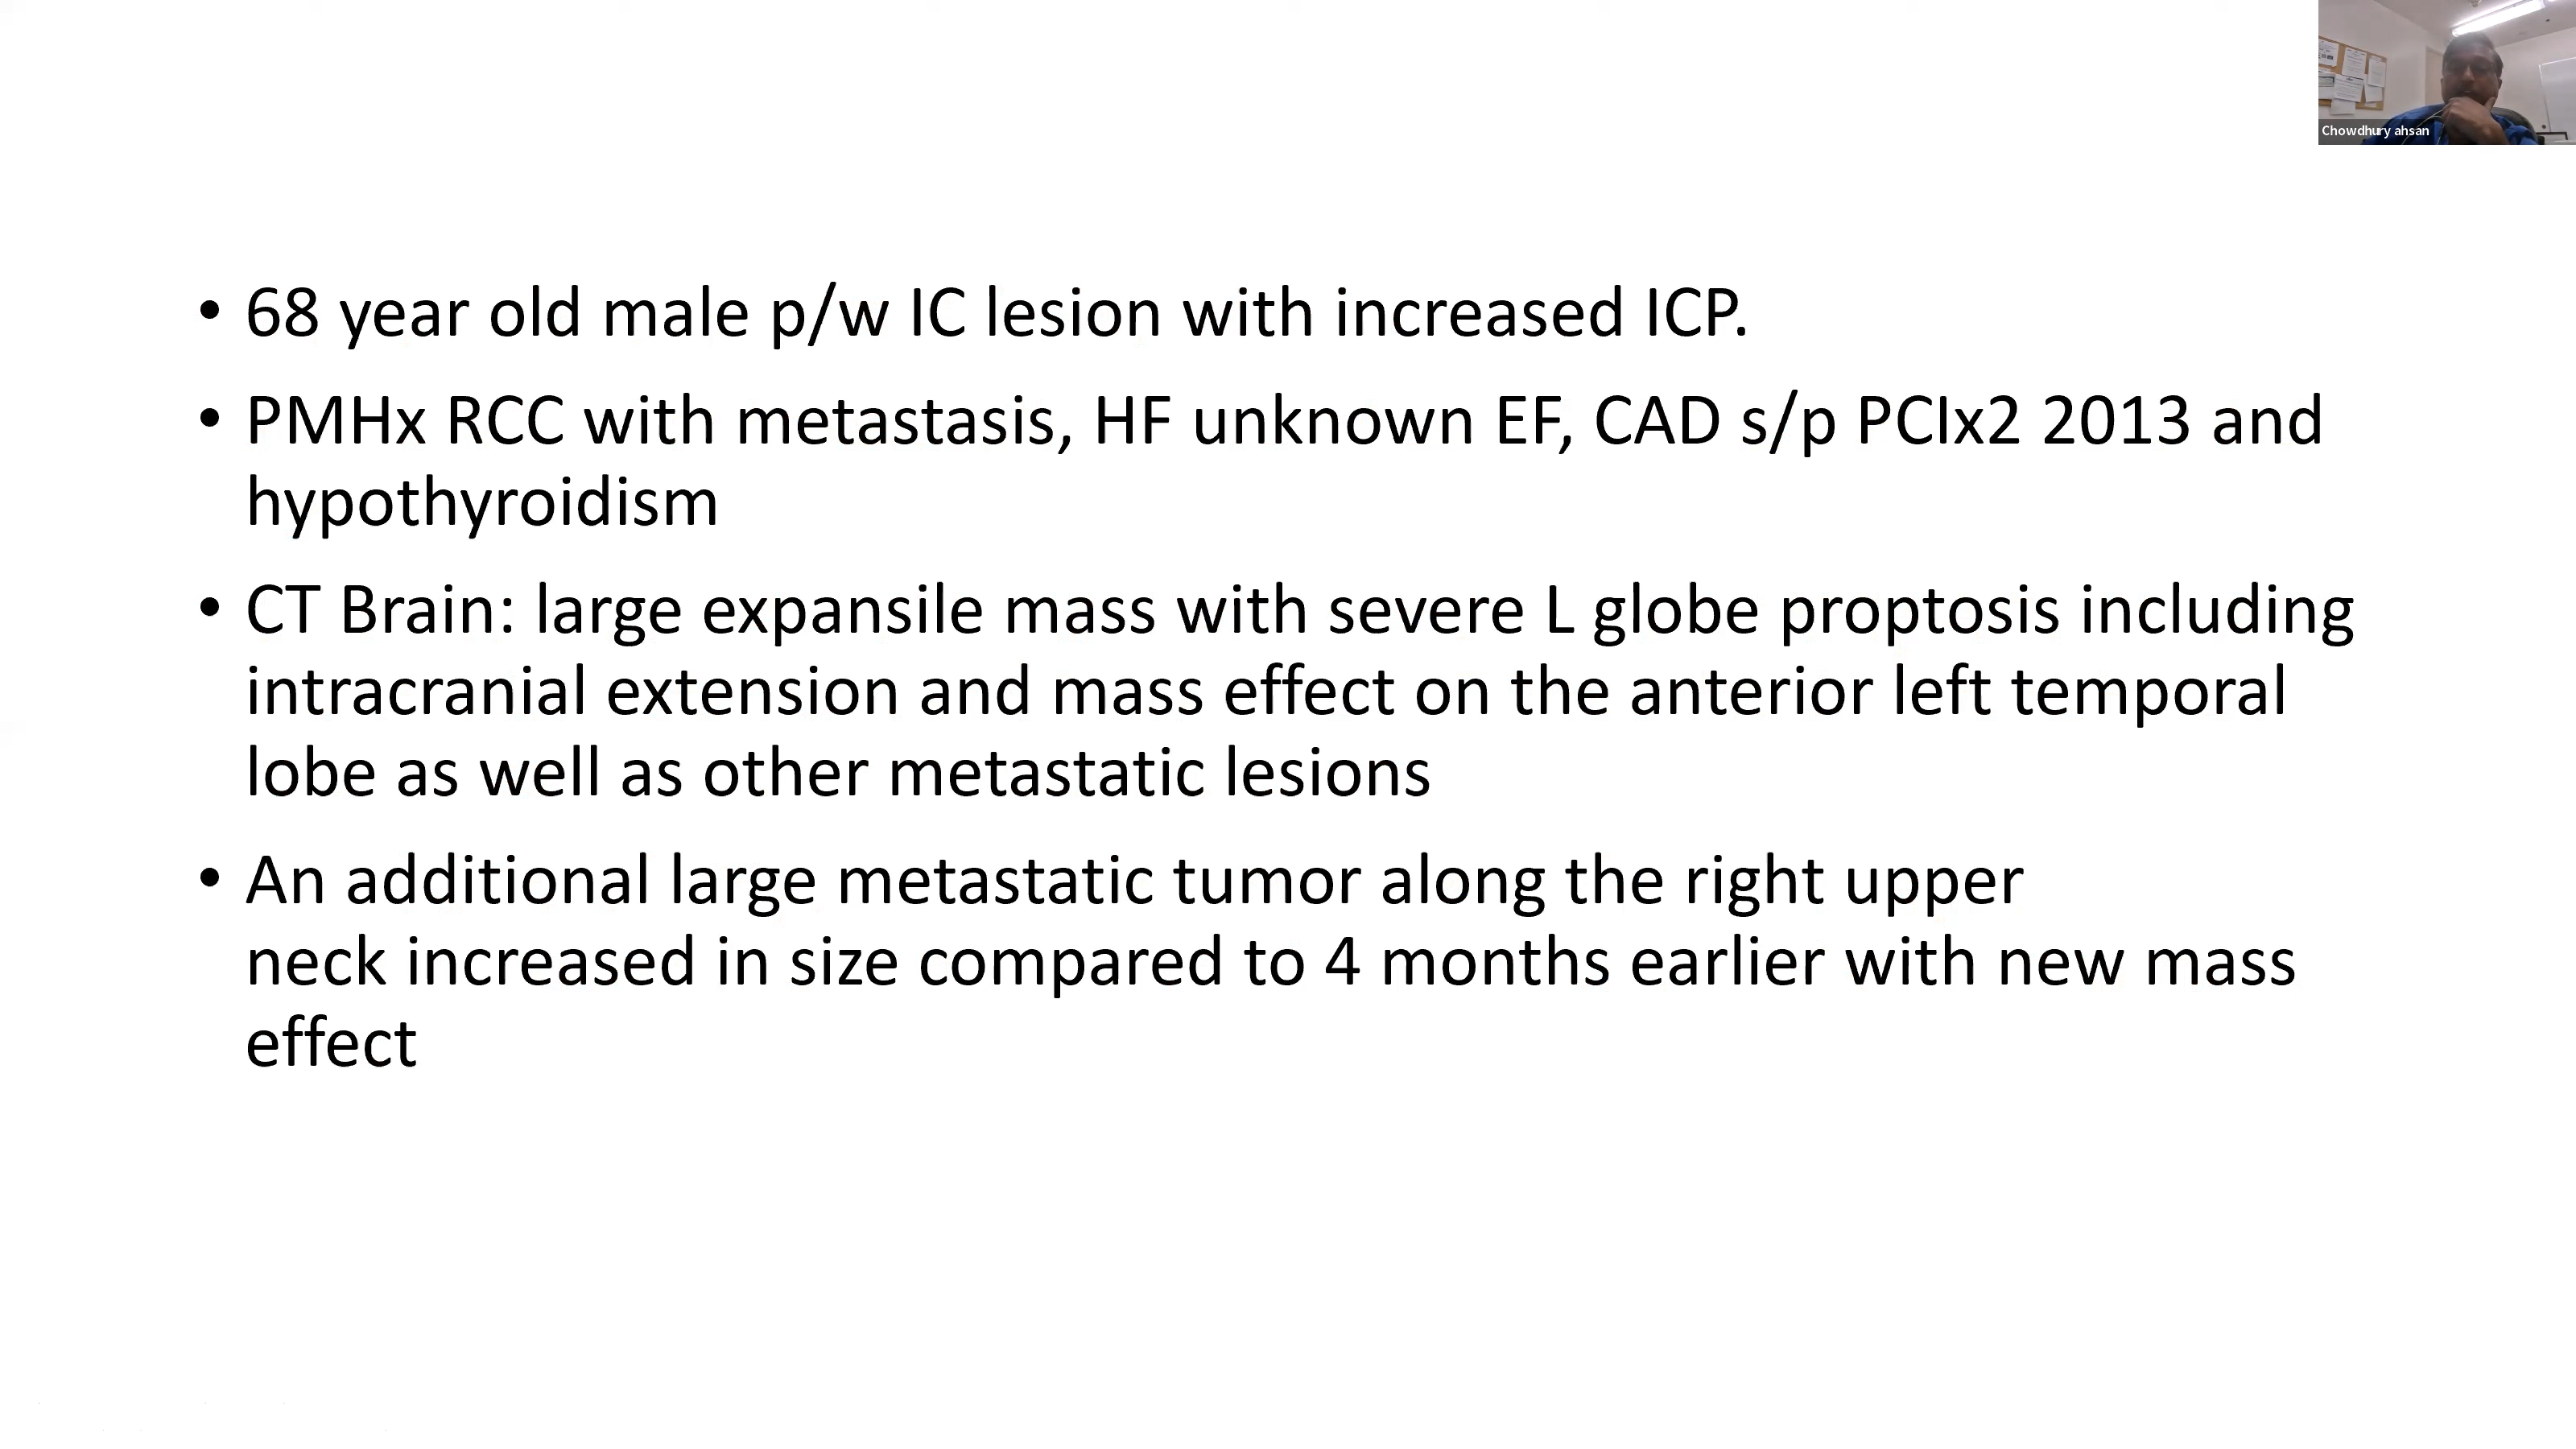 Chowdhury ahsan
• 68 year old male p/w IC lesion with increased ICP.
• PMHx RCC with metastasis, HF unknown EF, CAD s/p PCIx2 2013 and
hypothyroidism
• CT Brain: large expansile mass with severe L globe proptosis including
intracranial extension and mass effect on the anterior left temporal
lobe as well as other metastatic lesions
• An additional large metastatic tumor along the right upper
neck increased in size compared to 4 months earlier with new mass
effect